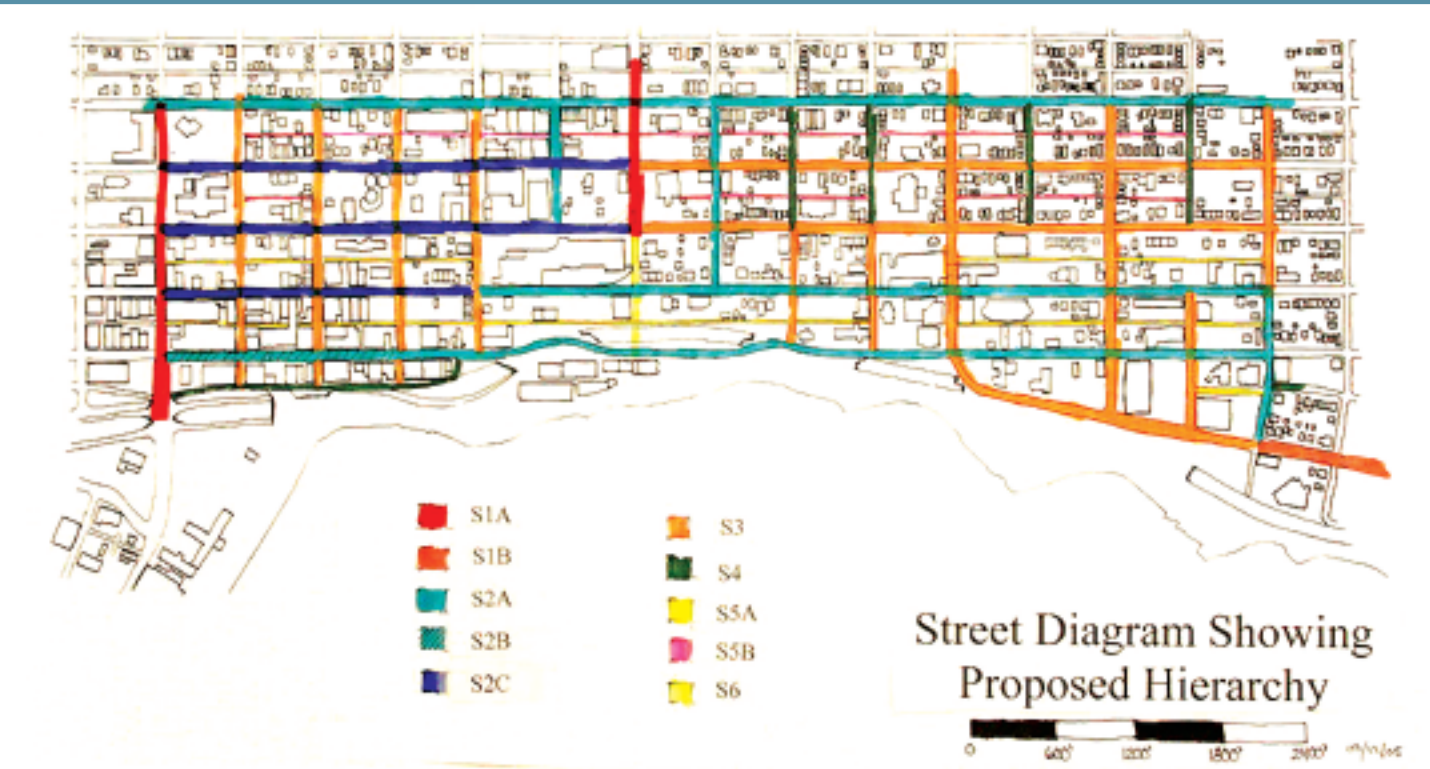 S1A
S1B
S2A
S2B
S2C
S3
S4
S5A
S5B
S6
Street Diagram Showing
Proposed Hierarchy
0 600' 1200' 1800' 2400'